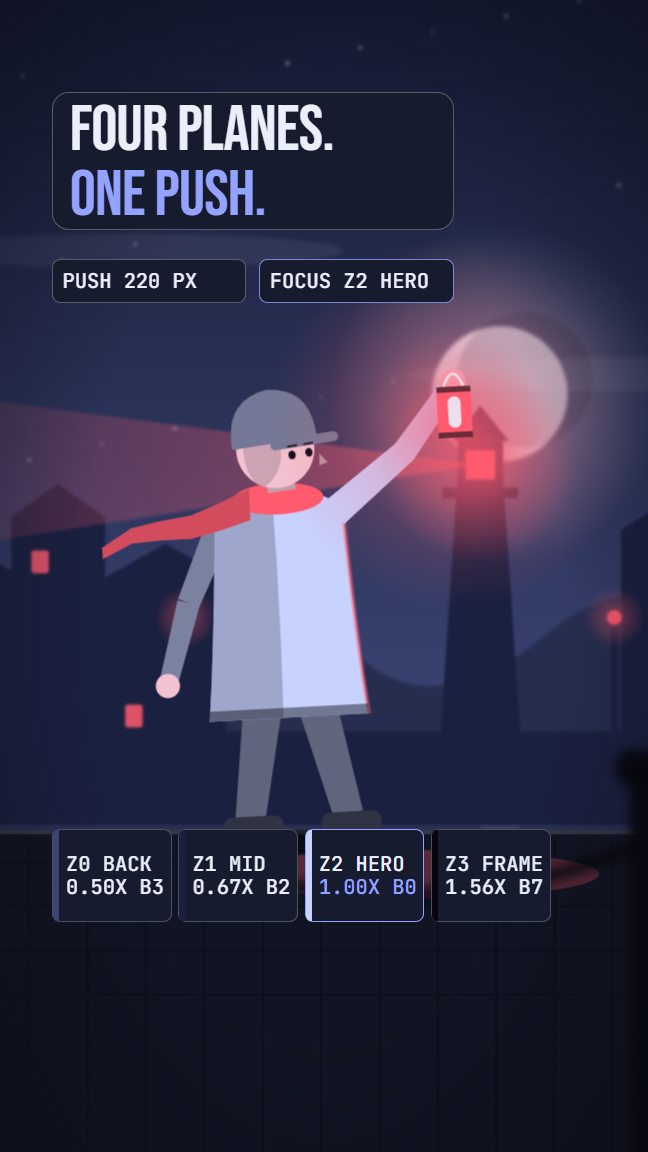 FOUR PLANES.
ONE PUSH.
PUSH 220 PX
FOCUS Z2 HERO
Z0 BACK
0.50X B3
Z1 MID
0.67X B2
Z2 HERO
1.00X B0
Z3 FRAME
1.56X B7